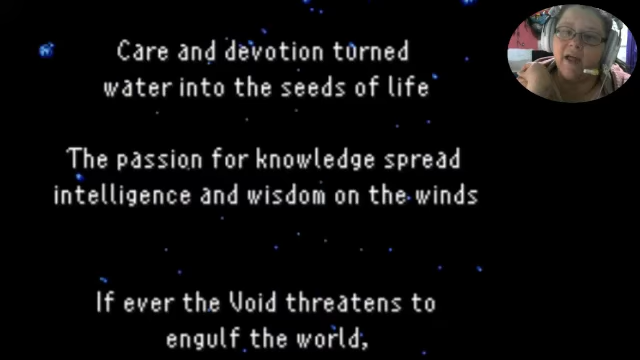 Care and devotion turned
water into the seeds of life
The passion for knowledge spread
intelligence and wisdom on the winds
If ever the Void threatens to
engulf the world,